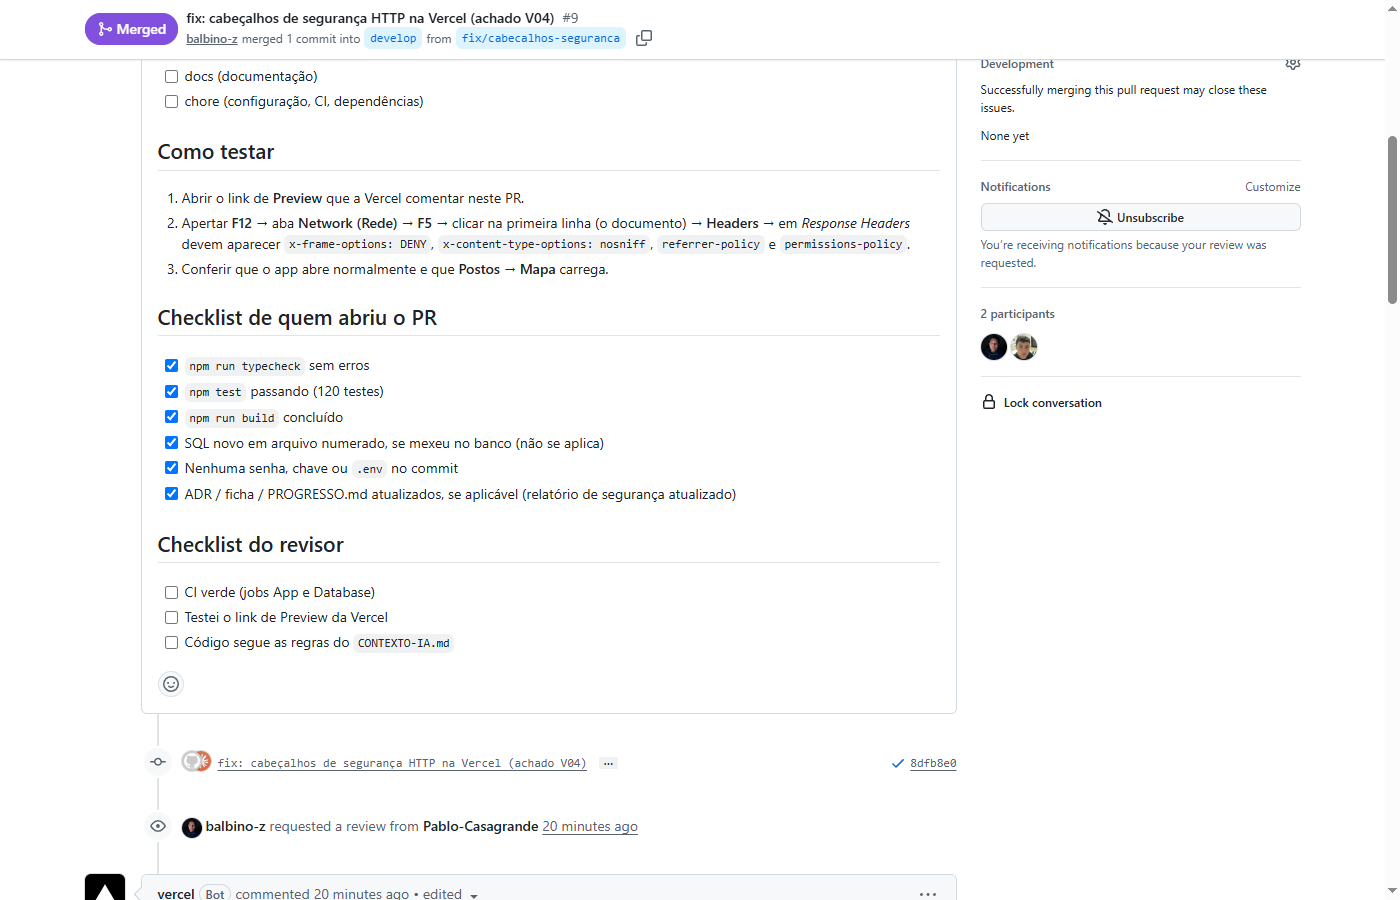 Merged
fix: cabeçalhos de segurança HTTP na Vercel (achado V04) #9
balbino-z merged 1 commit into develop from fix/cabecalhos-seguranca
docs (documentação)
chore (configuração, CI, dependências)
Como testar
1. Abrir o link de Preview que a Vercel comentar neste PR.
2. Apertar F12 → aba Network (Rede) → F5 → clicar na primeira linha (o documento) → Headers → em Response Headers
devem aparecer x-frame-options: DENY , x-content-type-options: nosniff , referrer-policy e permissions-policy .
3. Conferir que o app abre normalmente e que Postos → Mapa carrega.
Checklist de quem abriu o PR
npm run typecheck sem erros
npm test passando (120 testes)
npm run build concluído
SQL novo em arquivo numerado, se mexeu no banco (não se aplica)
Nenhuma senha, chave ou .env no commit
ADR / ficha / PROGRESSO.md atualizados, se aplicável (relatório de segurança atualizado)
Checklist do revisor
CI verde (jobs App e Database)
Testei o link de Preview da Vercel
Código segue as regras do CONTEXTO-IA.md
fix: cabeçalhos de segurança HTTP na Vercel (achado V04) ... 8dfb8e0
balbino-z requested a review from Pablo-Casagrande 20 minutes ago
vercel Bot commented 20 minutes ago • edited
Development
Successfully merging this pull request may close these
issues.
None yet
Notifications Customize
Unsubscribe
You're receiving notifications because your review was
requested.
2 participants
Lock conversation